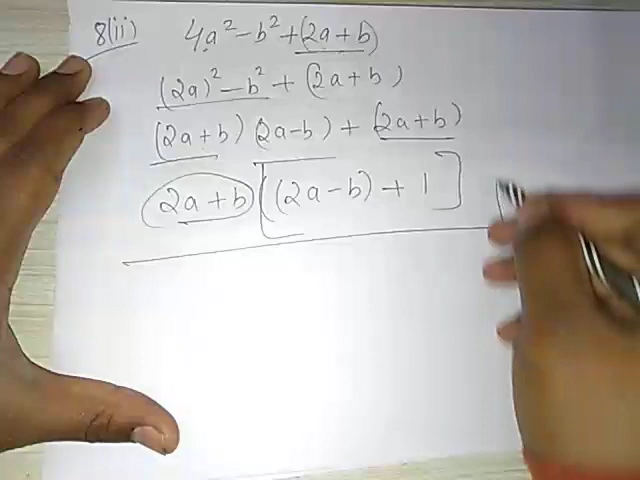 8(ii) 4a² - b² + (2a + b)
(2a)² - b² + (2a + b)
(2a + b) (2a - b) + (2a + b)
2a + b [(2a - b) + 1]